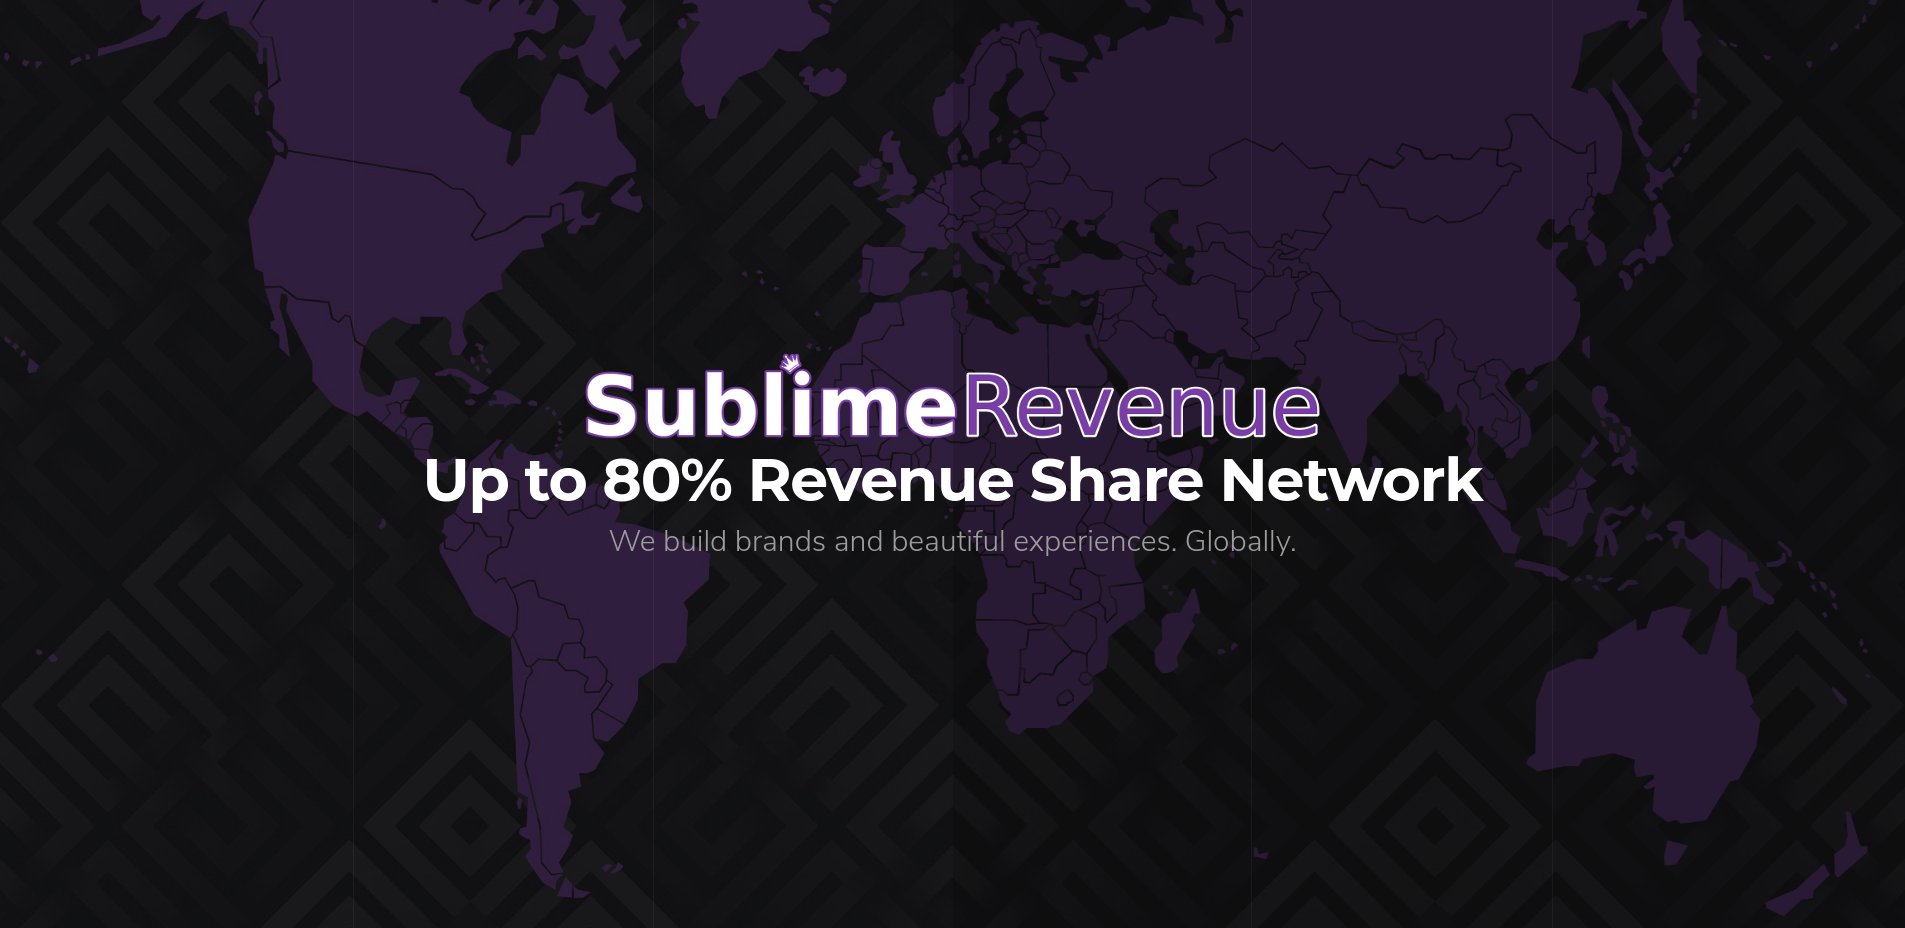 SublimeRevenue
Up to 80% Revenue Share Network
We build brands and beautiful experiences. Globally.